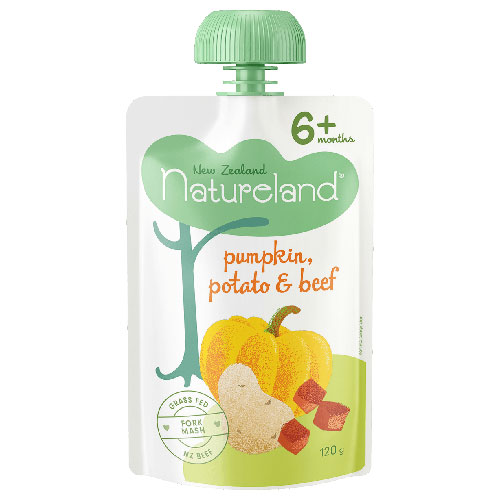 6+
months
New Zealand
Natureland
pumpkin,
potato & beef
GRASS FED
FORK
MASH
NZ BEEF
120g